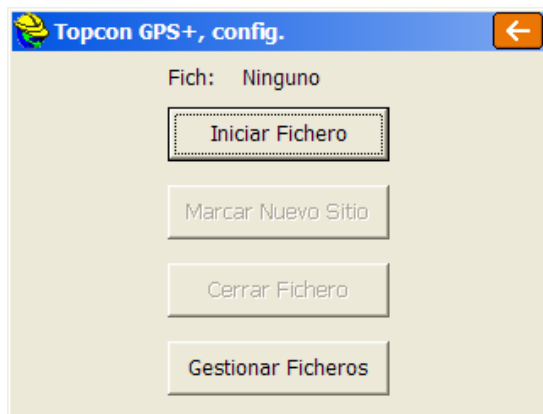 Topcon GPS+, config.
Fich: Ninguno
Iniciar Fichero
Marcar Nuevo Sitio
Cerrar Fichero
Gestionar Ficheros